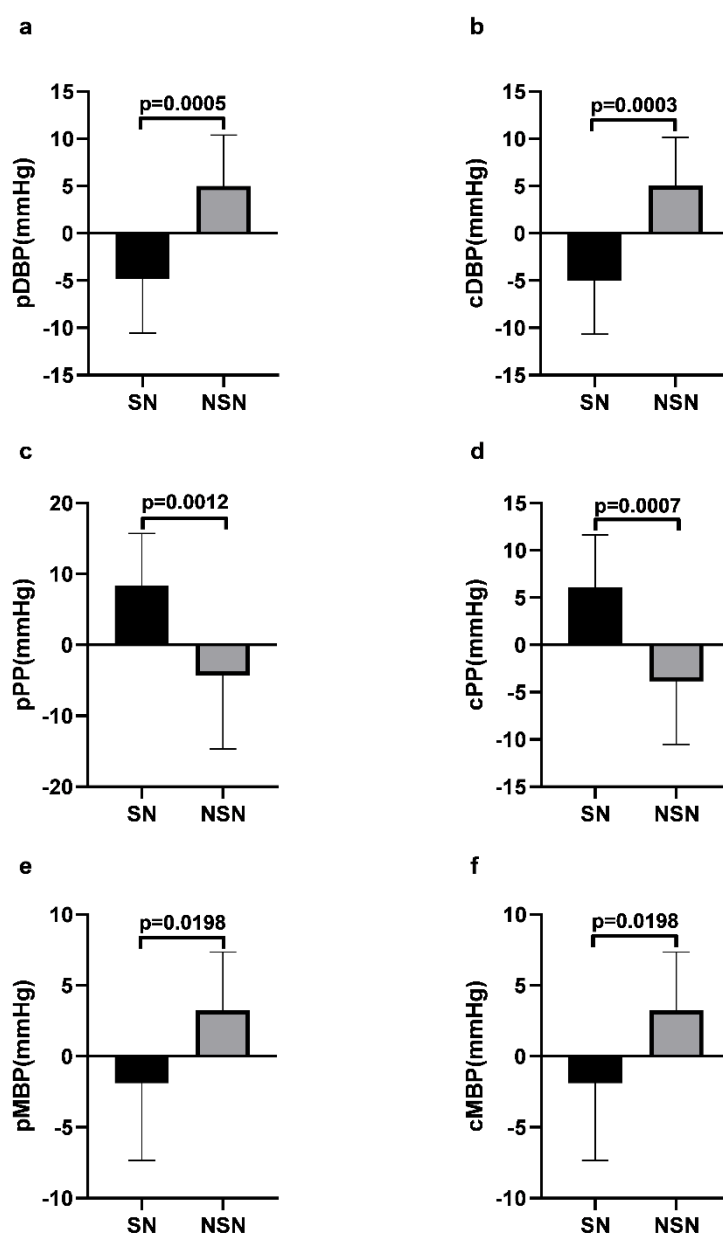 a
p=0.0005
15
10
5
0
-5
-10
-15
pDBP(mmHg)
SN NSN
b
p=0.0003
15
10
5
0
-5
-10
-15
cDBP(mmHg)
SN NSN
c
p=0.0012
20
10
0
-10
-20
pPP(mmHg)
SN NSN
d
p=0.0007
15
10
5
0
-5
-10
-15
cPP(mmHg)
SN NSN
e
p=0.0198
10
5
0
-5
-10
pMBP(mmHg)
SN NSN
f
p=0.0198
10
5
0
-5
-10
cMBP(mmHg)
SN NSN